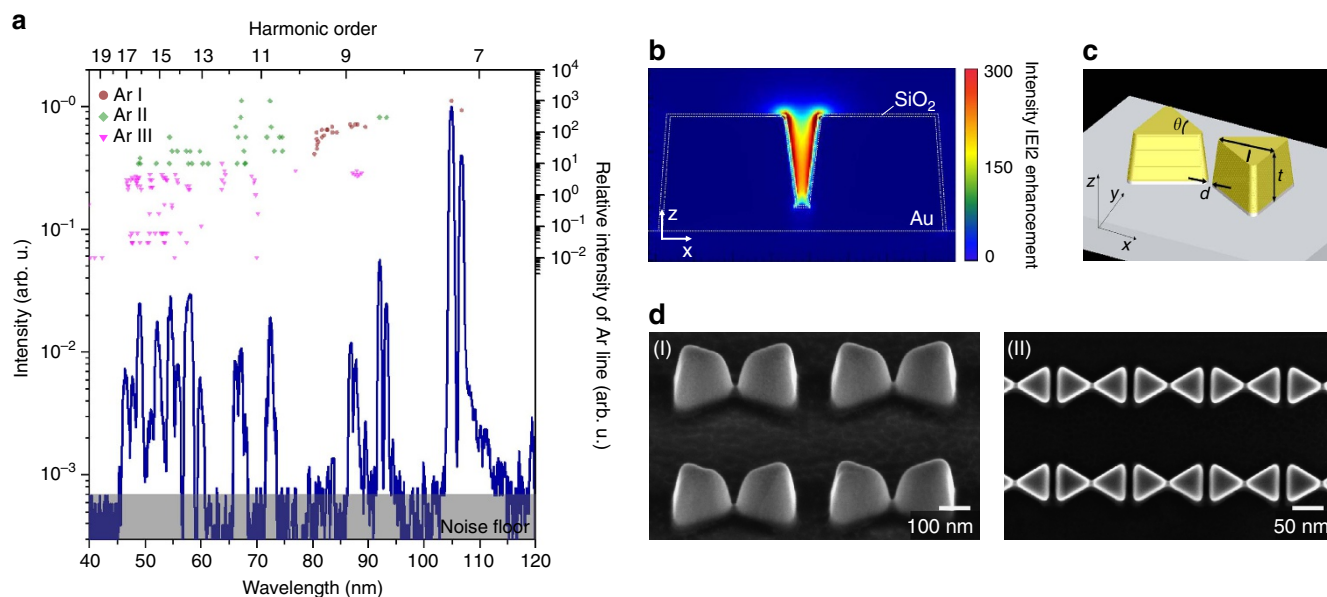 a
Harmonic order
19 17 15 13 11 9 7
Ar I
Ar II
Ar III
10⁻⁰
10⁻¹
10⁻²
10⁻³
Intensity (arb. u.)
10⁴
10³
10²
10¹
10⁰
10⁻¹
10⁻²
Relative intensity of Ar line (arb. u.)
Noise floor
40 50 60 70 80 90 100 110 120
Wavelength (nm)
b
SiO₂
Au
z
x
300
150
0
Intensity IEI2 enhancement
c
θ
l
t
d
z
y
x
d
(I)
100 nm
(II)
50 nm